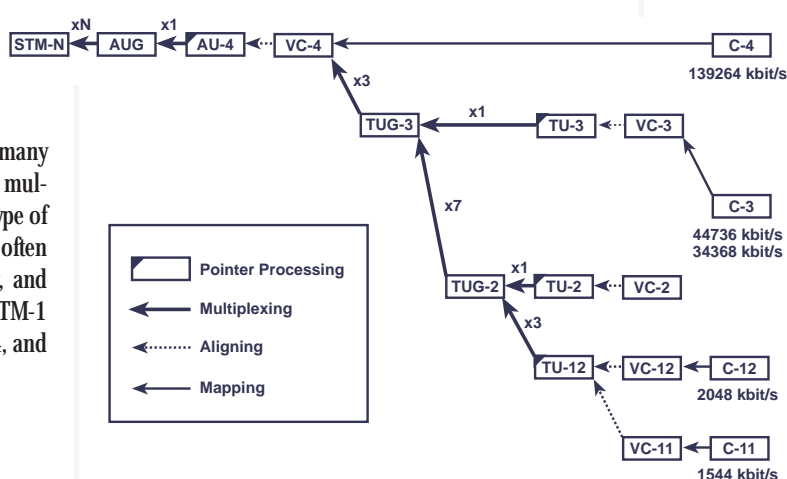 xN x1
STM-N AUG AU-4 VC-4 C-4
139264 kbit/s
x3
x1
TUG-3 TU-3 VC-3
many
mul-
ype of
often
, and
TM-1
, and
x7
C-3
44736 kbit/s
34368 kbit/s
Pointer Processing
Multiplexing
Aligning
Mapping
x1
TUG-2 TU-2 VC-2
x3
TU-12 VC-12 C-12
2048 kbit/s
VC-11 C-11
1544 kbit/s